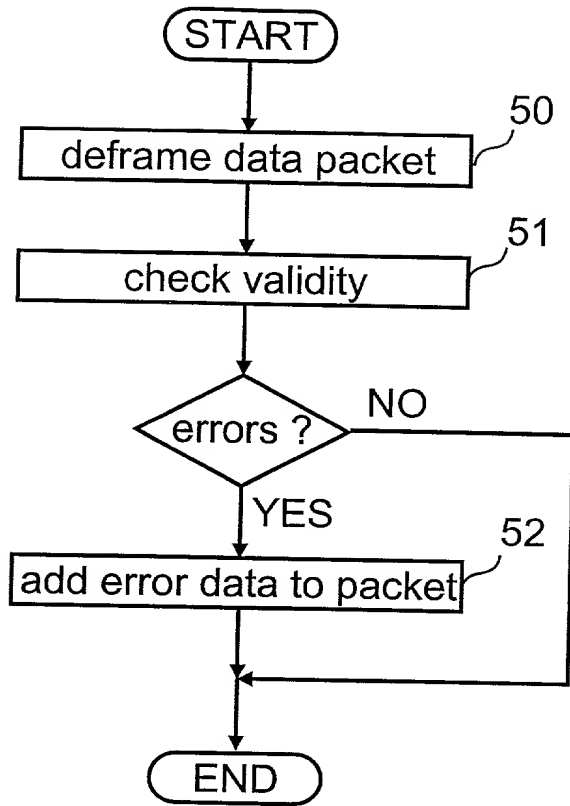 START
50
deframe data packet
51
check validity
errors ?
NO
YES
52
add error data to packet
END